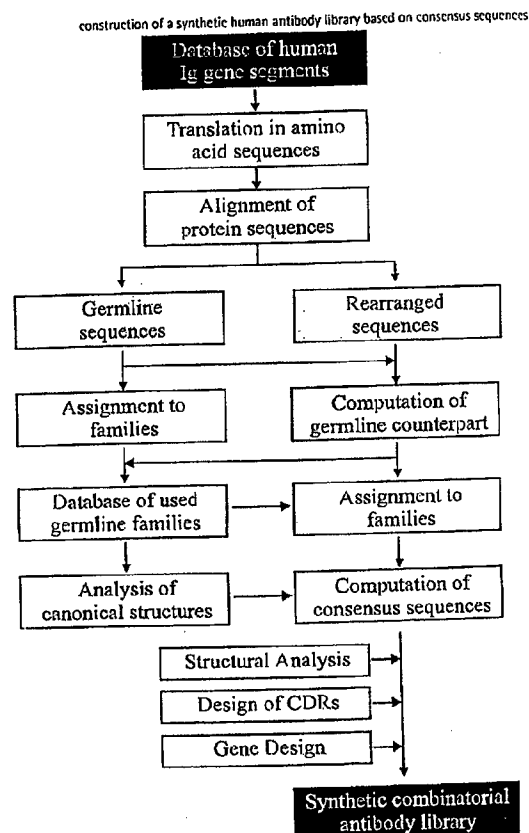 construction of a synthetic human antibody library based on consensus sequences
Database of human
Ig gene segments
Translation in amino
acid sequences
Alignment of
protein sequences
Germline
sequences
Rearranged
sequences
Assignment to
families
Computation of
germline counterpart
Database of used
germline families
Assignment to
families
Analysis of
canonical structures
Computation of
consensus sequences
Structural Analysis
Design of CDRs
Gene Design
Synthetic combinatorial
antibody library